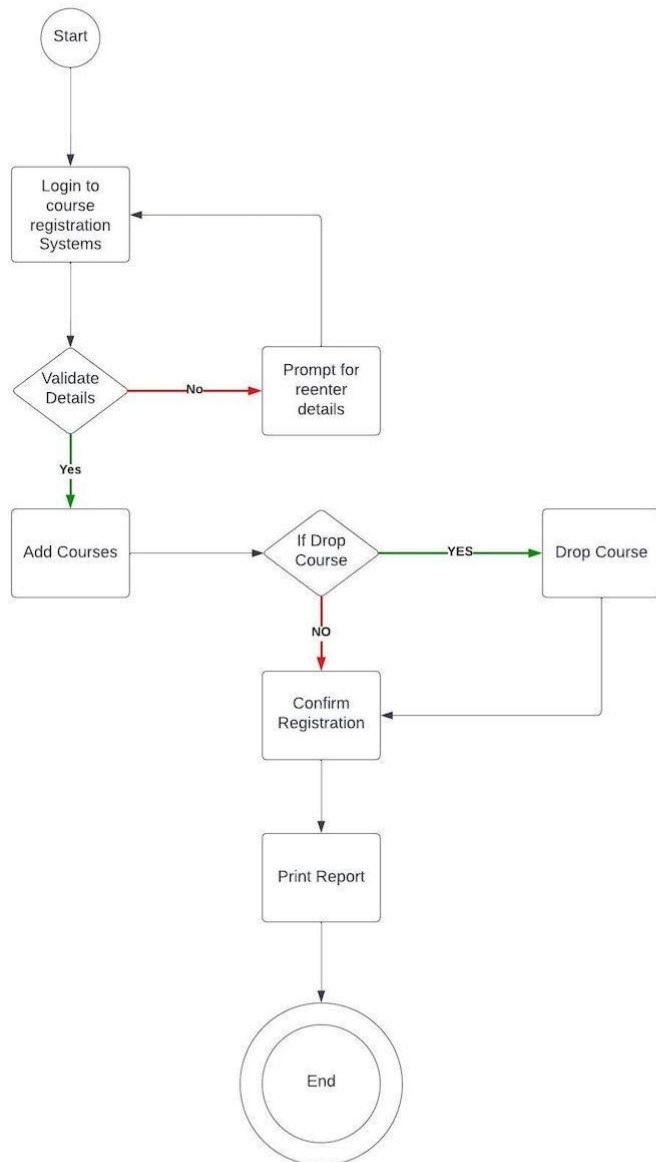 Start
Login to
course
registration
Systems
Validate
Details
No
Prompt for
reenter
details
Yes
Add Courses
If Drop
Course
YES
Drop Course
NO
Confirm
Registration
Print Report
End